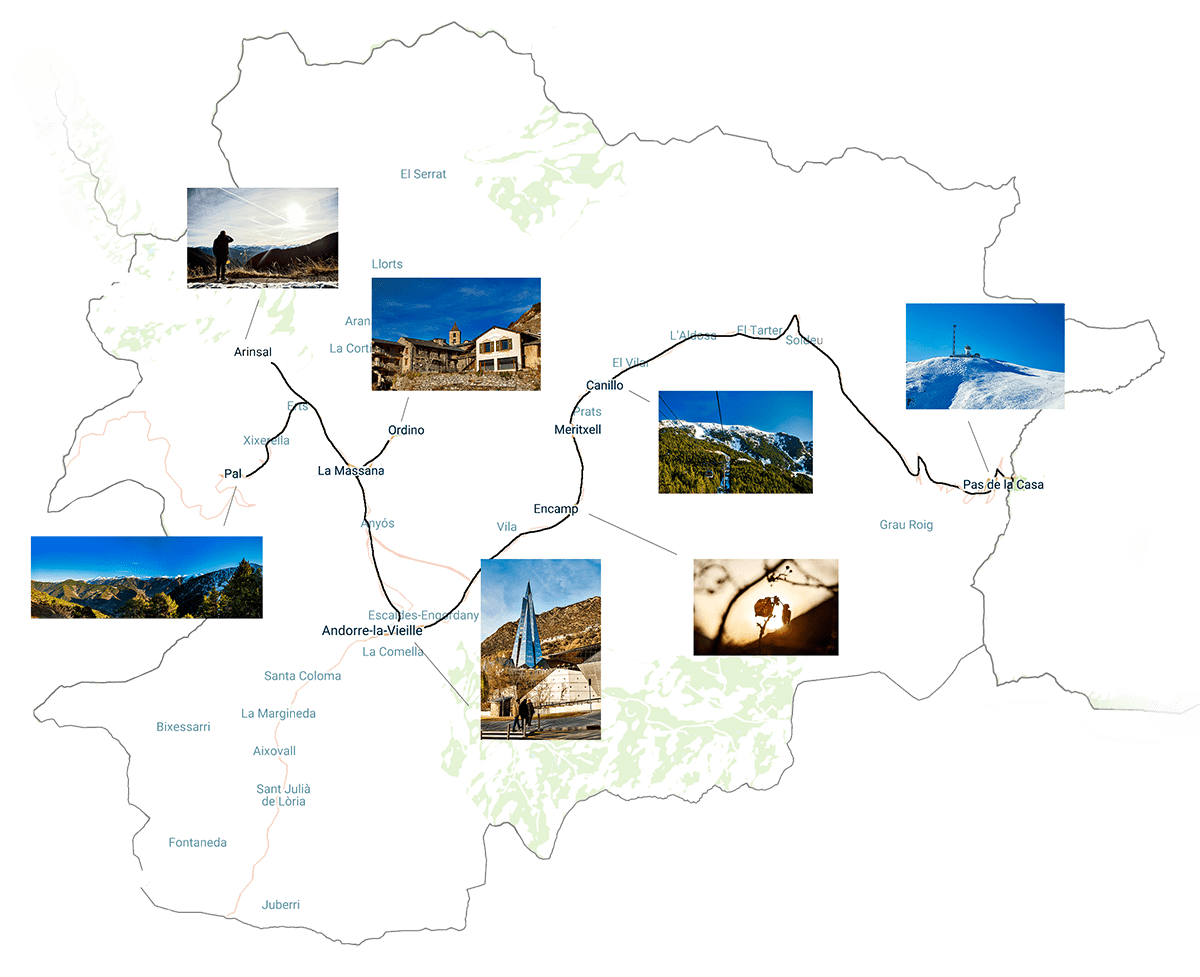 El Serrat
Llorts
Aran
La Corti
Arinsal
L'Aldosa
El Tarter
Soldeu
El Vilar
Canillo
Erts
Prats
Ordino
Meritxell
Xixerella
La Massana
Pal
Pas de la Casa
Encamp
Anyós
Vila
Grau Roig
Escaldes-Engordany
Andorre-la-Vieille
La Comella
Santa Coloma
La Margineda
Bixessarri
Aixovall
Sant Julià
de Lòria
Fontaneda
Juberri